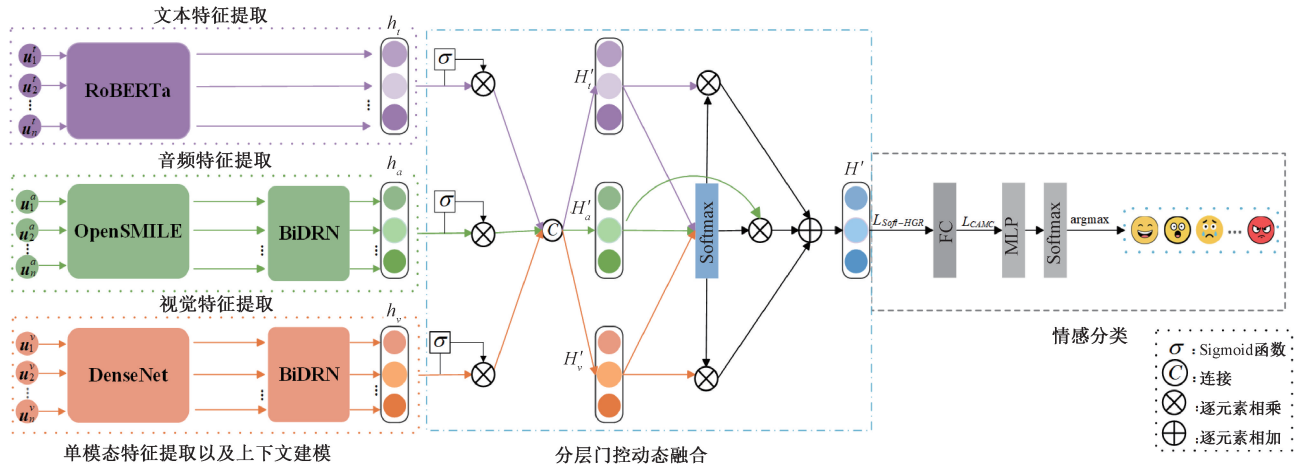 文本特征提取
h_t
u_1^t
u_2^t
⋮
u_n^t
RoBERTa
⋮
音频特征提取
h_a
u_1^a
u_2^a
⋮
u_n^a
OpenSMILE
BiDRN
⋮
视觉特征提取
h_v
u_1^v
u_2^v
⋮
u_n^v
DenseNet
BiDRN
⋮
单模态特征提取以及上下文建模
σ
σ
σ
C
H'_t
H'_a
H'_v
Softmax
H'
分层门控动态融合
L_{Soft-HGR}
FC
L_{CAMC}
MLP
Softmax
argmax
...
情感分类
σ:Sigmoid函数
C:连接
⊗:逐元素相乘
⊕:逐元素相加